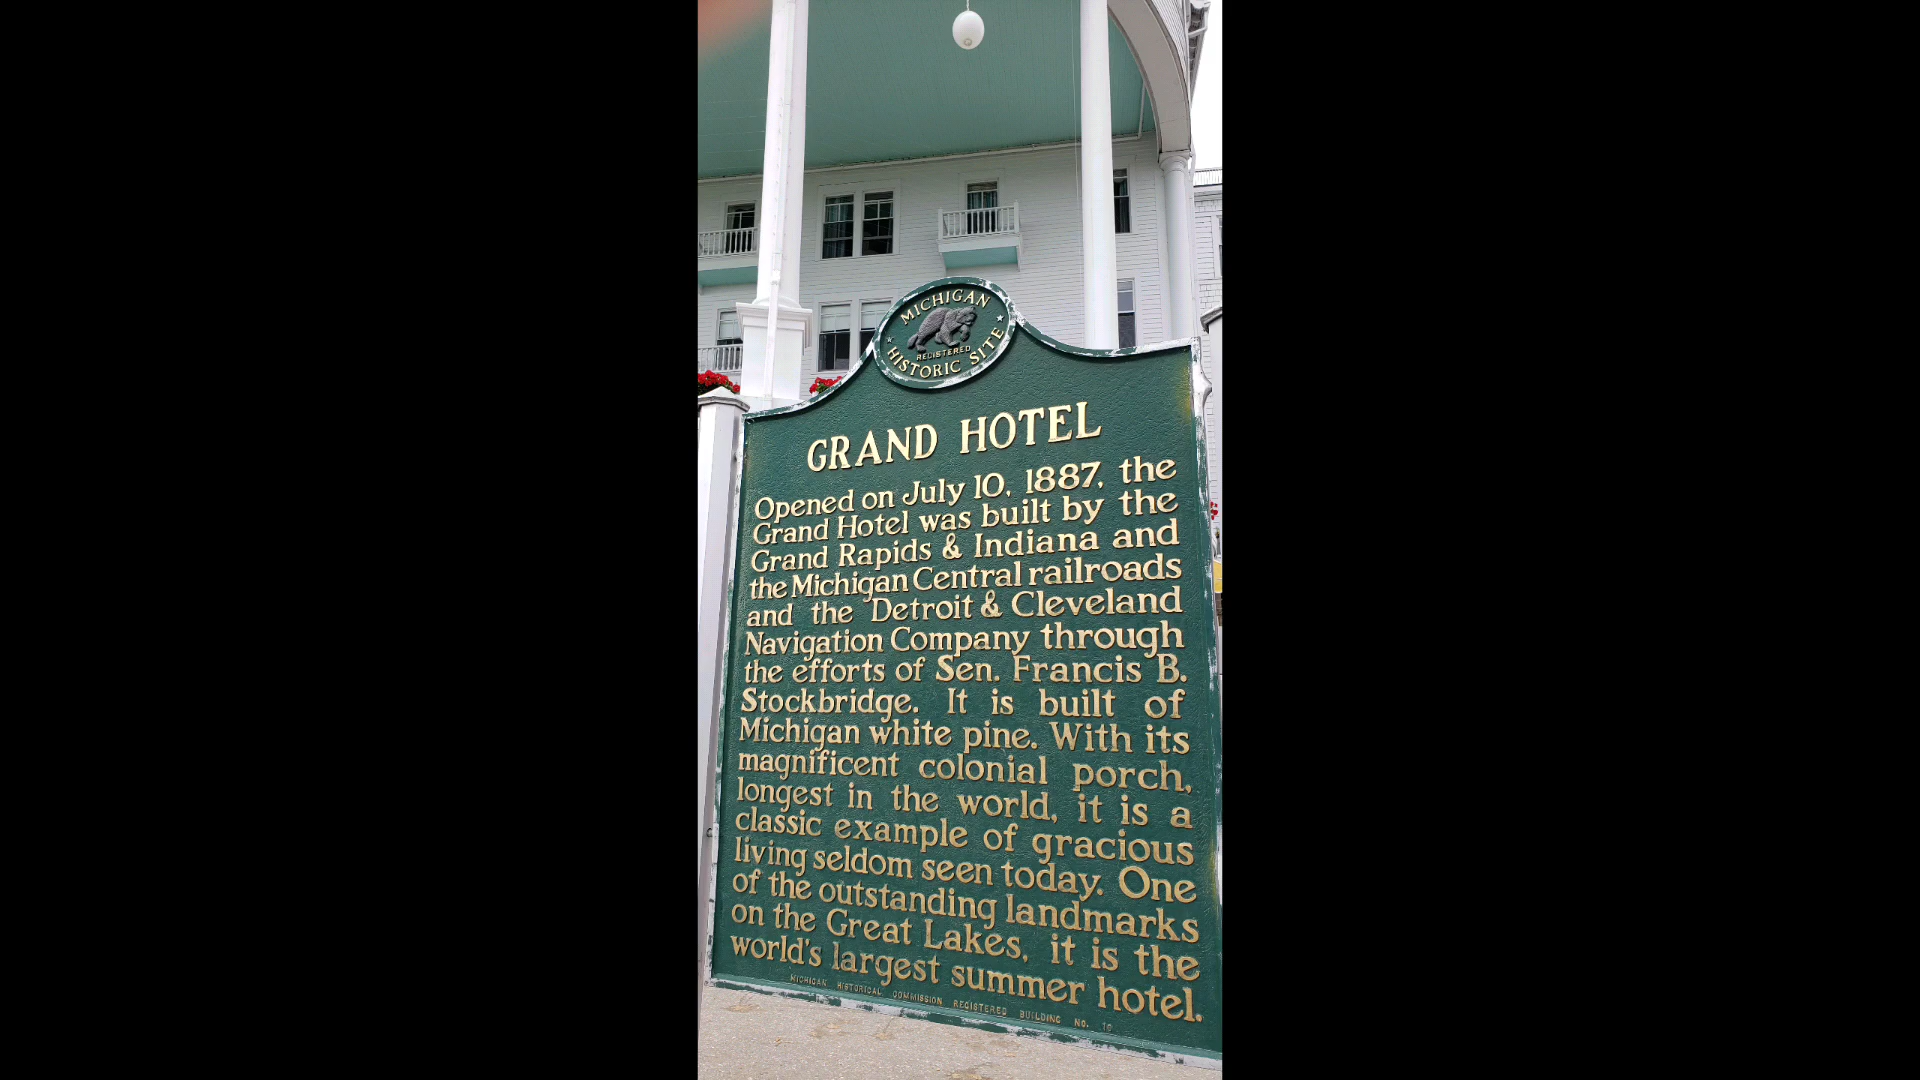 MICHIGAN
REGISTERED
HISTORIC SITE
GRAND HOTEL
Opened on July 10, 1887, the
Grand Hotel was built by the
Grand Rapids & Indiana and
the Michigan Central railroads
and the Detroit & Cleveland
Navigation Company through
the efforts of Sen. Francis B.
Stockbridge. It is built of
Michigan white pine. With its
magnificent colonial porch,
longest in the world, it is a
classic example of gracious
living seldom seen today. One
of the outstanding landmarks
on the Great Lakes, it is the
world's largest summer hotel.
MICHIGAN HISTORICAL COMMISSION REGISTERED BUILDING NO.